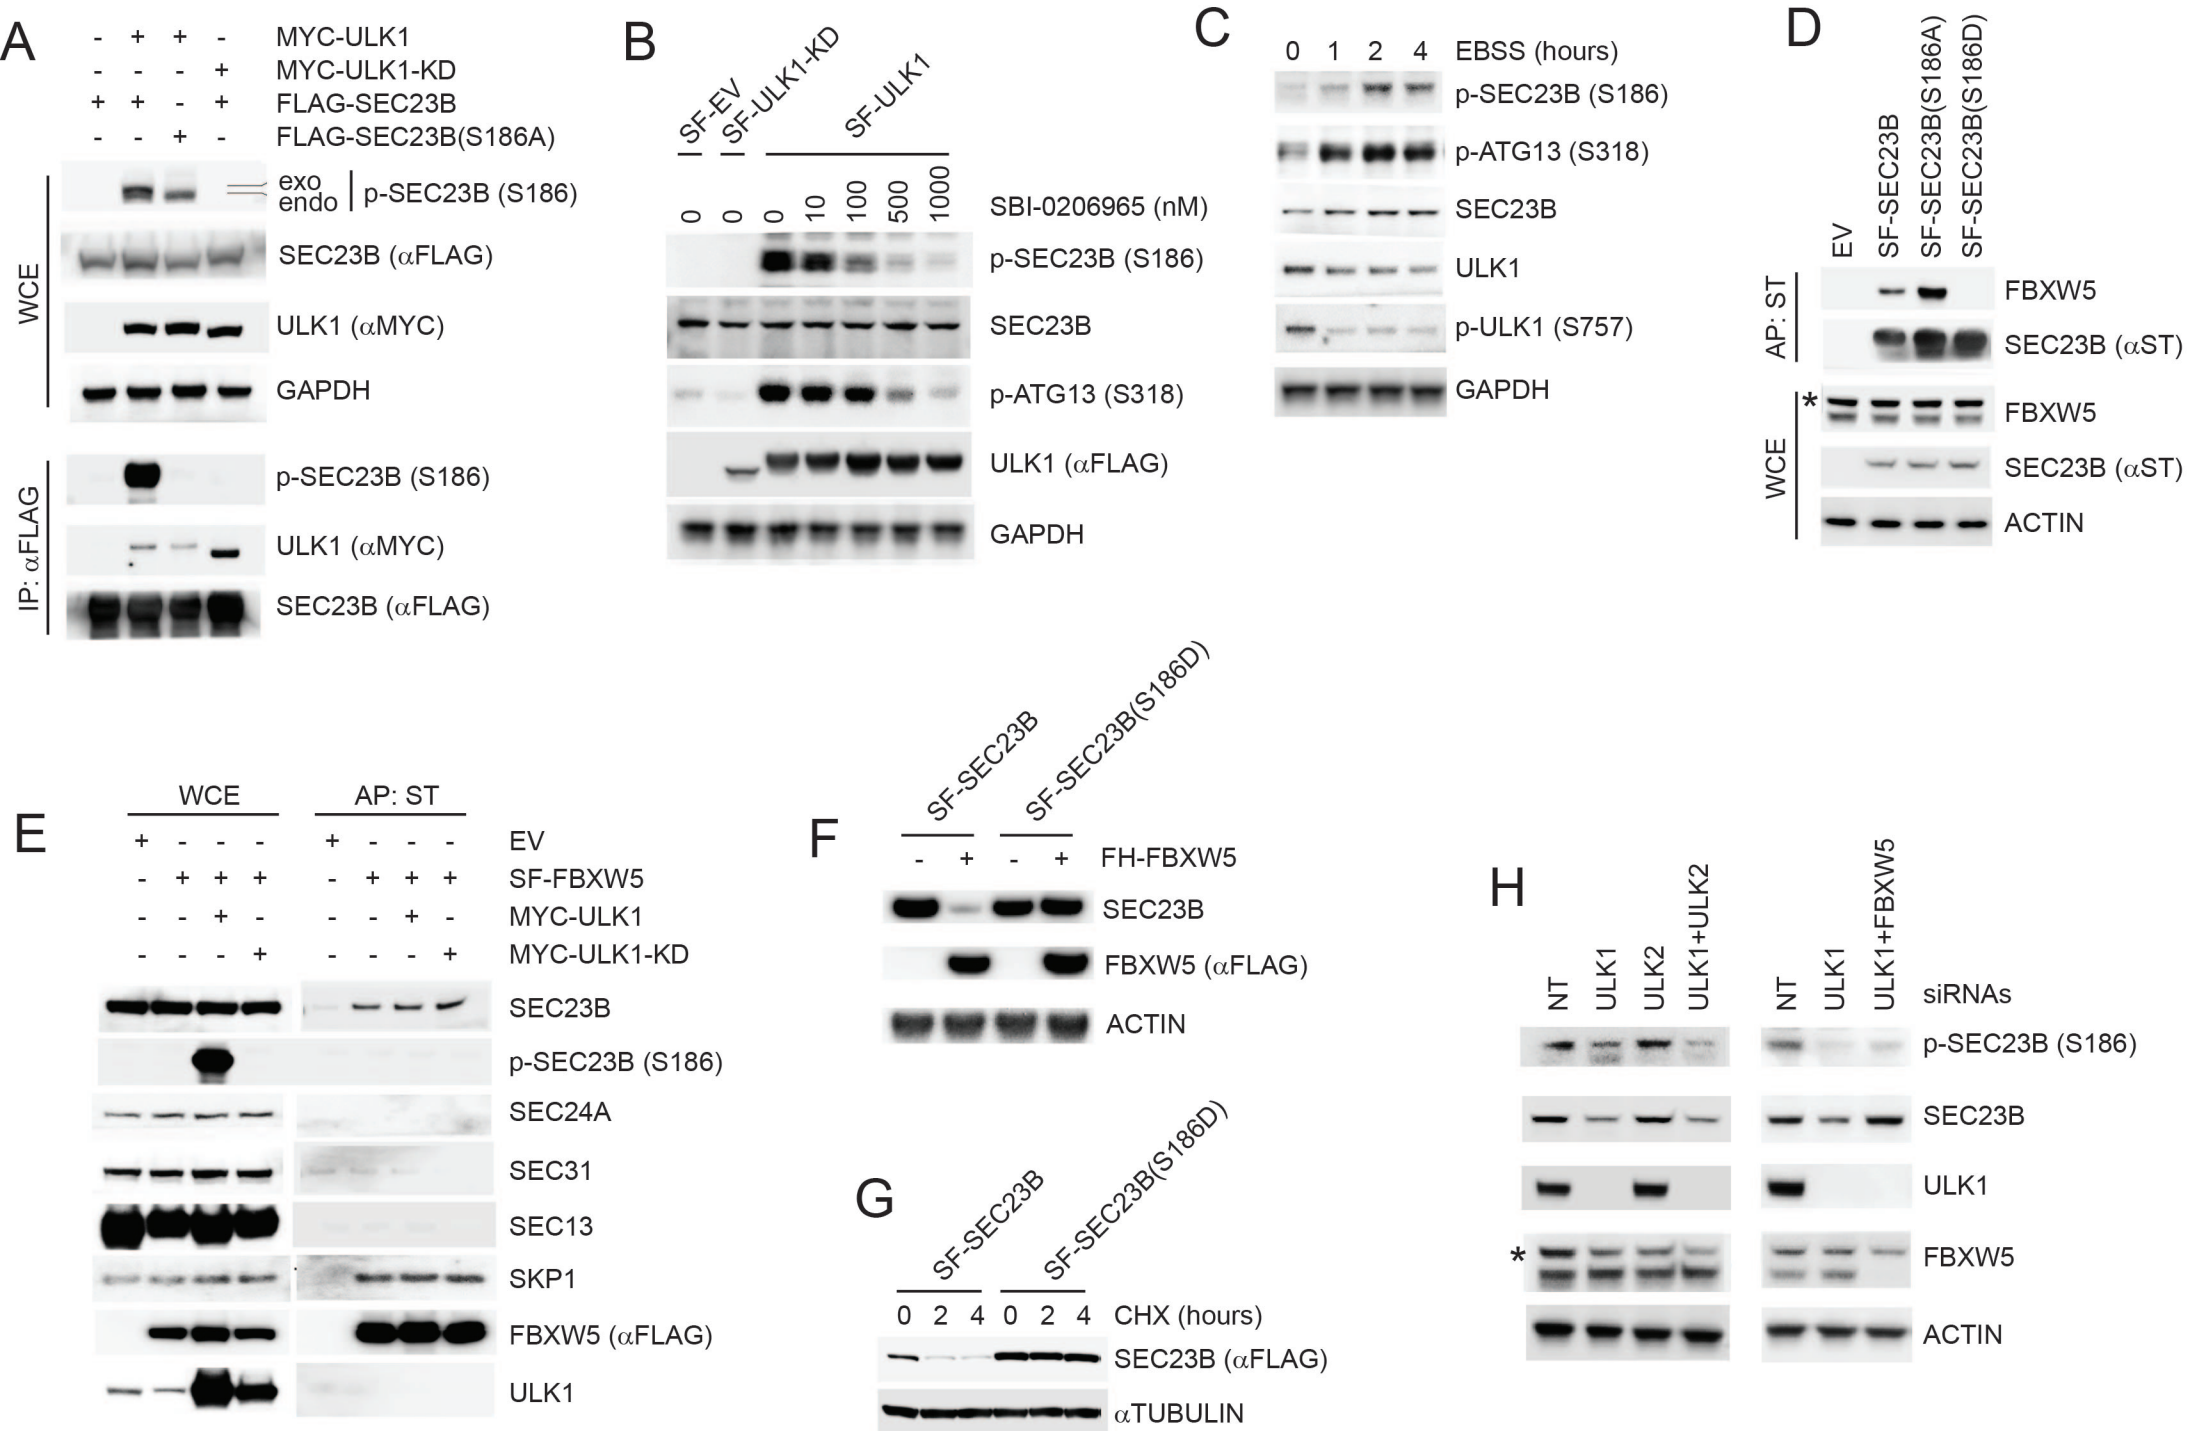 A
- + + - MYC-ULK1
- - - + MYC-ULK1-KD
+ + - + FLAG-SEC23B
- - + - FLAG-SEC23B(S186A)
WCE
exo
endo
p-SEC23B (S186)
SEC23B (αFLAG)
ULK1 (αMYC)
GAPDH
IP: αFLAG
p-SEC23B (S186)
ULK1 (αMYC)
SEC23B (αFLAG)
B
SF-EV
SF-ULK1-KD
SF-ULK1
0 0 0 10 100 500 1000 SBI-0206965 (nM)
p-SEC23B (S186)
SEC23B
p-ATG13 (S318)
ULK1 (αFLAG)
GAPDH
C
0 1 2 4 EBSS (hours)
p-SEC23B (S186)
p-ATG13 (S318)
SEC23B
ULK1
p-ULK1 (S757)
GAPDH
D
EV
SF-SEC23B
SF-SEC23B(S186A)
SF-SEC23B(S186D)
AP: ST
FBXW5
SEC23B (αST)
WCE
* FBXW5
SEC23B (αST)
ACTIN
E
WCE AP: ST
+ - - - + - - - EV
- + + + - + + + SF-FBXW5
- - + - - - + - MYC-ULK1
- - - + - - - + MYC-ULK1-KD
SEC23B
p-SEC23B (S186)
SEC24A
SEC31
SEC13
SKP1
FBXW5 (αFLAG)
ULK1
F
SF-SEC23B
SF-SEC23B(S186D)
- + - + FH-FBXW5
SEC23B
FBXW5 (αFLAG)
ACTIN
G
SF-SEC23B
SF-SEC23B(S186D)
0 2 4 0 2 4 CHX (hours)
SEC23B (αFLAG)
αTUBULIN
H
NT
ULK1
ULK2
ULK1+ULK2
NT
ULK1
ULK1+FBXW5
siRNAs
p-SEC23B (S186)
SEC23B
ULK1
* FBXW5
ACTIN